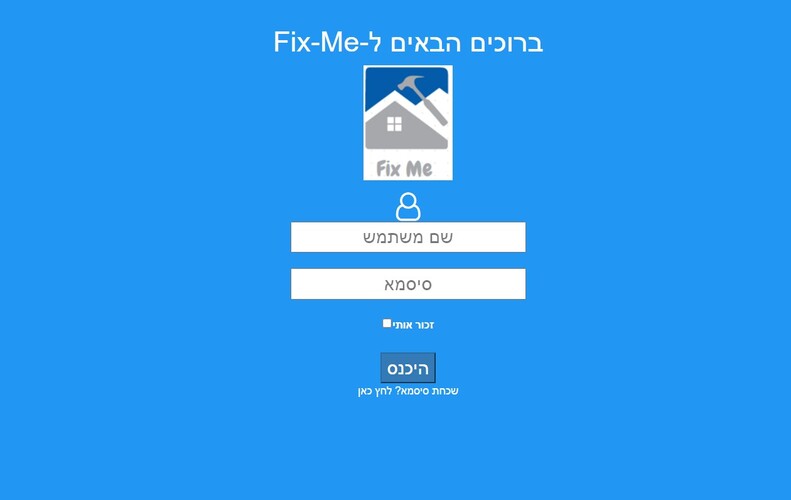 ברוכים הבאים ל-Fix-Me
Fix Me
שם משתמש
סיסמא
זכור אותי
היכנס
שכחת סיסמא? לחץ כאן